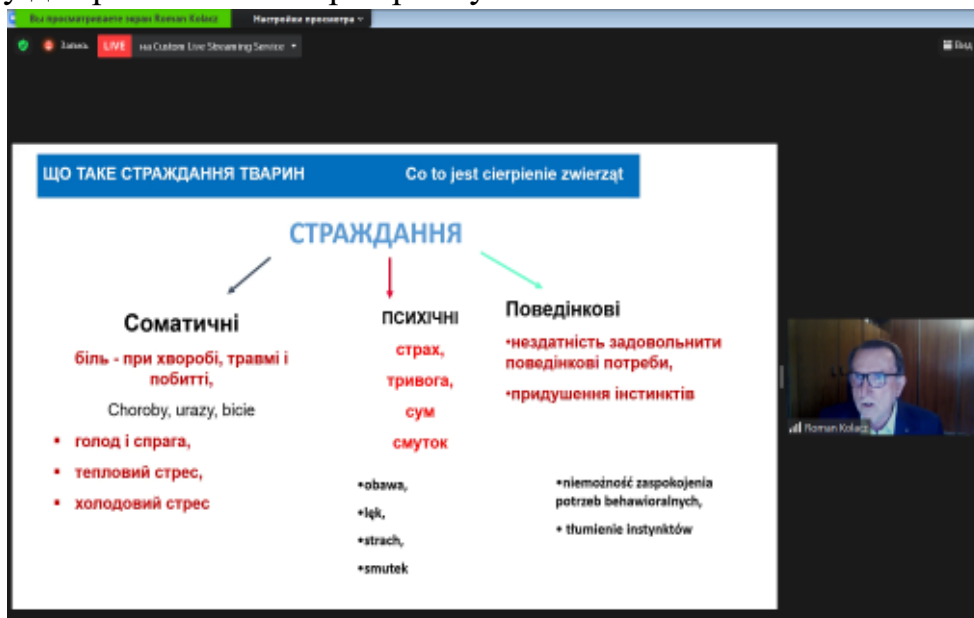 Вы просматриваете экран Roman Kolacz
Настройки просмотра
Запись
LIVE
на Custom Live Streaming Service
Вид
ЩО ТАКЕ СТРАЖДАННЯ ТВАРИН
Co to jest cierpienie zwierząt
СТРАЖДАННЯ
Соматичні
біль - при хворобі, травмі і
побитті,
Choroby, urazy, bicie
▪ голод і спрага,
▪ тепловий стрес,
▪ холодовий стрес
ПСИХІЧНІ
страх,
тривога,
сум
смуток
•obawa,
•lęk,
•strach,
•smutek
Поведінкові
•нездатність задовольнити
поведінкові потреби,
•придушення інстинктів
•niemożność zaspokojenia
potrzeb behawioralnych,
• tłumienie instynktów
Roman Kolacz